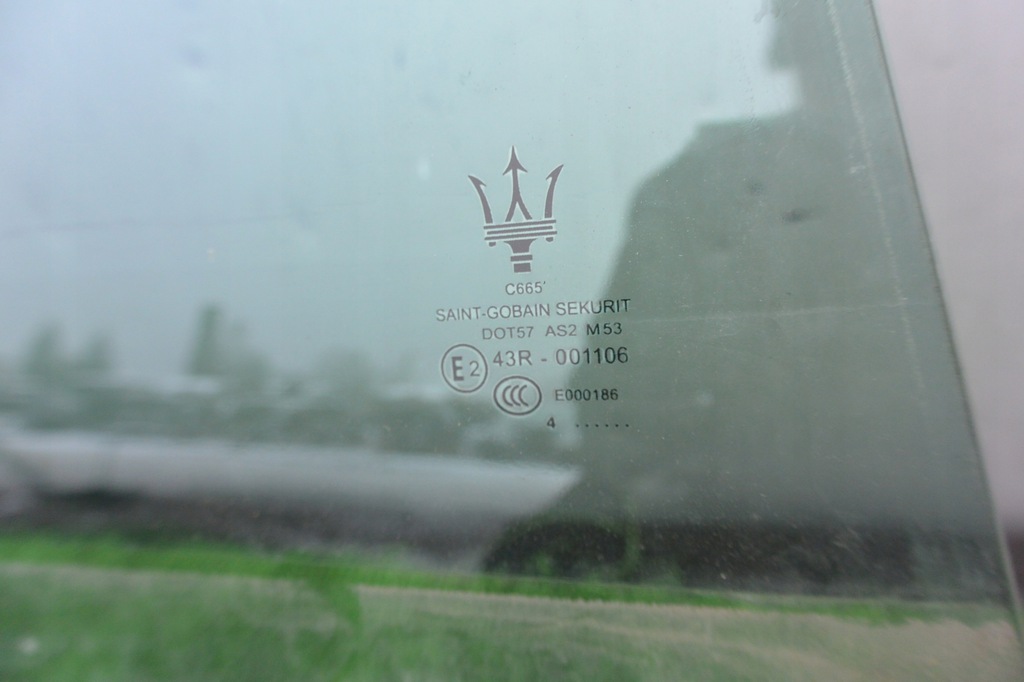 C665'
SAINT-GOBAIN SEKURIT
DOT57 AS2 M53
E2 43R - 001106
CCC E000186
4 ......